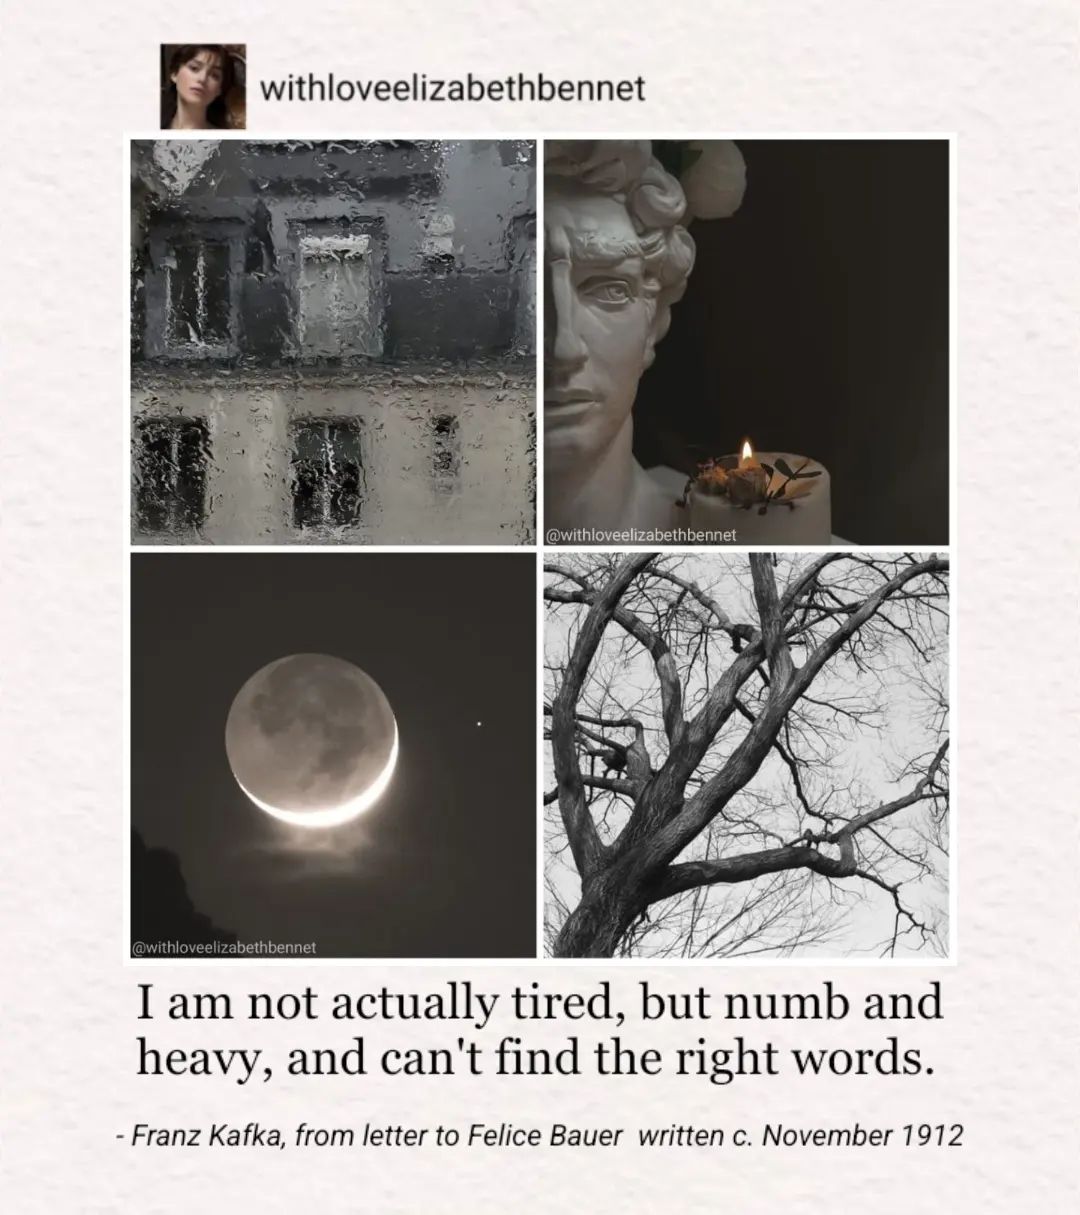 withloveelizabethbennet
@withloveelizabethbennet
@withloveelizabethbennet
I am not actually tired, but numb and
heavy, and can't find the right words.
- Franz Kafka, from letter to Felice Bauer  written c. November 1912